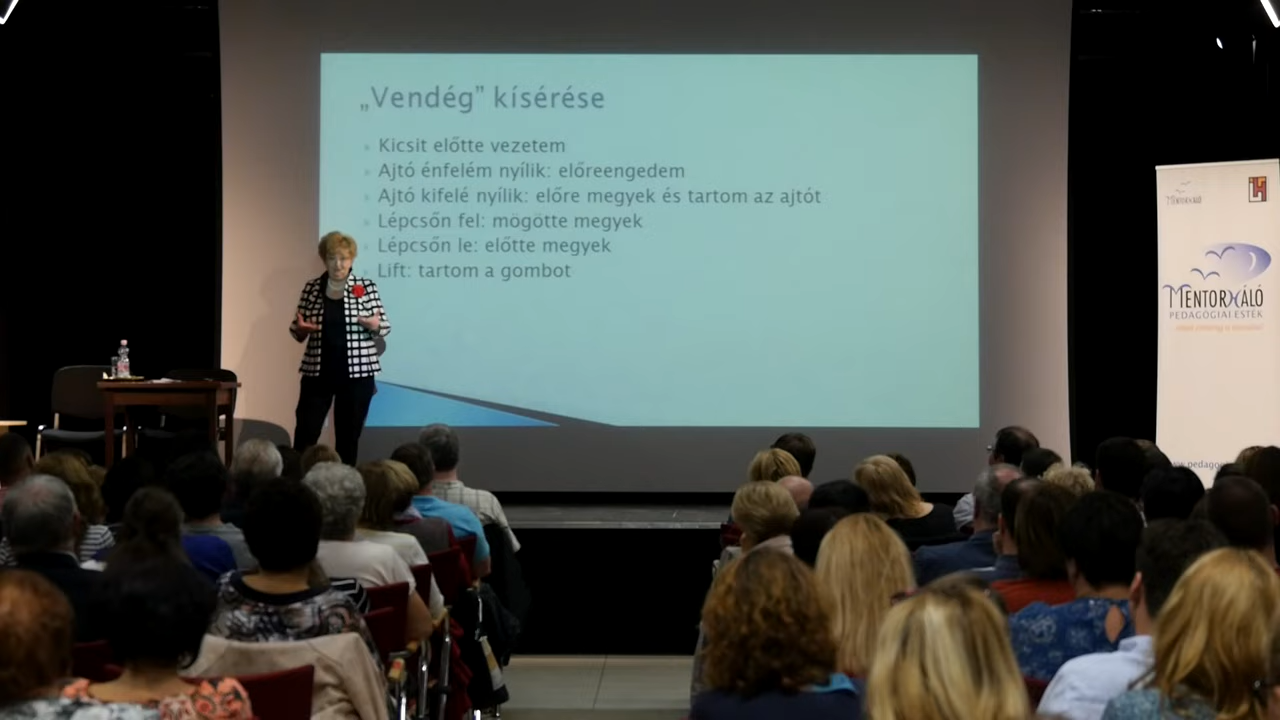 „Vendég” kísérése
Kicsit előtte vezetem
Ajtó énfelém nyílik: előreengedem
Ajtó kifelé nyílik: előre megyek és tartom az ajtót
Lépcsőn fel: mögötte megyek
Lépcsőn le: előtte megyek
Lift: tartom a gombot
MENTORHÁLÓ
MENTORHÁLÓ
PEDAGÓGIAI ESTÉK